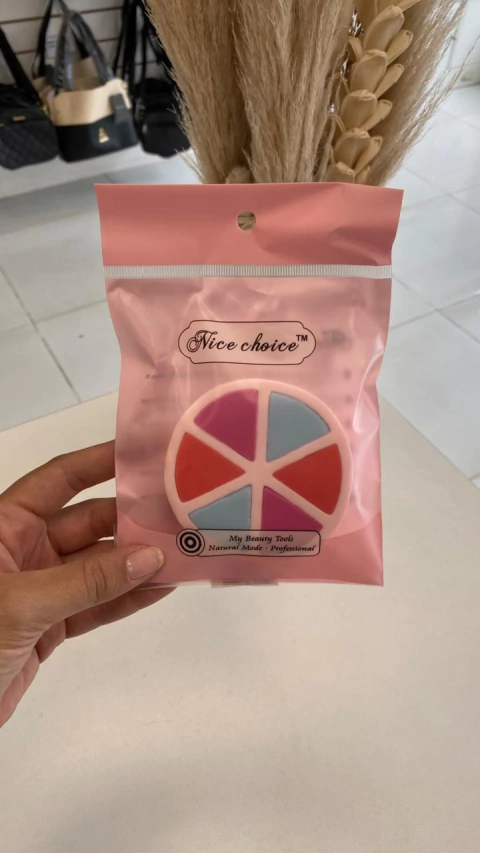 Nice choice™
My Beauty Tools
Natural Mode · Professional